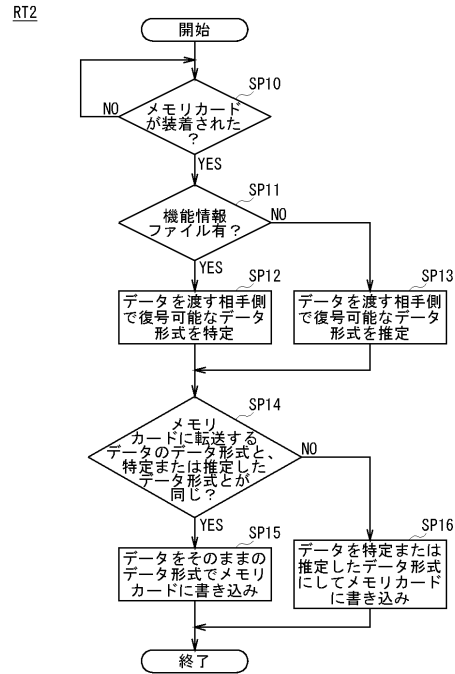 RT2
開始
SP10
メモリカード
が装着された
?
NO
YES
SP11
機能情報
ファイル有?
NO
YES
SP12
データを渡す相手側
で復号可能なデータ
形式を特定
SP13
データを渡す相手側
で復号可能なデータ
形式を推定
SP14
メモリ
カードに転送する
データのデータ形式と、
特定または推定した
データ形式とが
同じ?
NO
YES
SP15
データをそのままの
データ形式でメモリ
カードに書き込み
SP16
データを特定または
推定したデータ形式
にしてメモリカード
に書き込み
終了